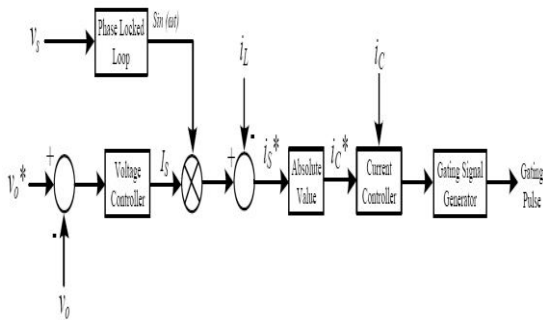 v_s
Phase Locked
Loop
Sin (ωt)
i_L
i_C
v_o*
+
-
v_o
Voltage
Controller
I_S
+
-
i_S*
Absolute
Value
i_C*
Current
Controller
Gating Signal
Generator
Gating
Pulse